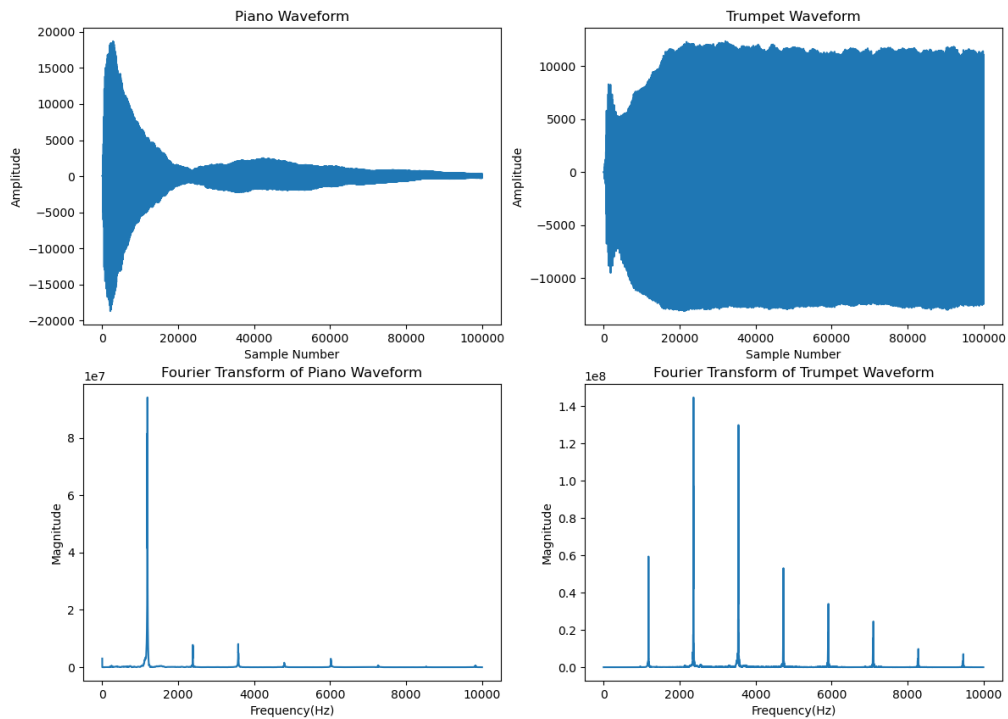 Piano Waveform
20000
15000
10000
5000
0
−5000
−10000
−15000
−20000
Amplitude
0 20000 40000 60000 80000 100000
Sample Number
Trumpet Waveform
10000
5000
0
−5000
−10000
Amplitude
0 20000 40000 60000 80000 100000
Sample Number
Fourier Transform of Piano Waveform
1e7
8
6
4
2
0
Magnitude
0 2000 4000 6000 8000 10000
Frequency(Hz)
Fourier Transform of Trumpet Waveform
1e8
1.4
1.2
1.0
0.8
0.6
0.4
0.2
0.0
Magnitude
0 2000 4000 6000 8000 10000
Frequency(Hz)